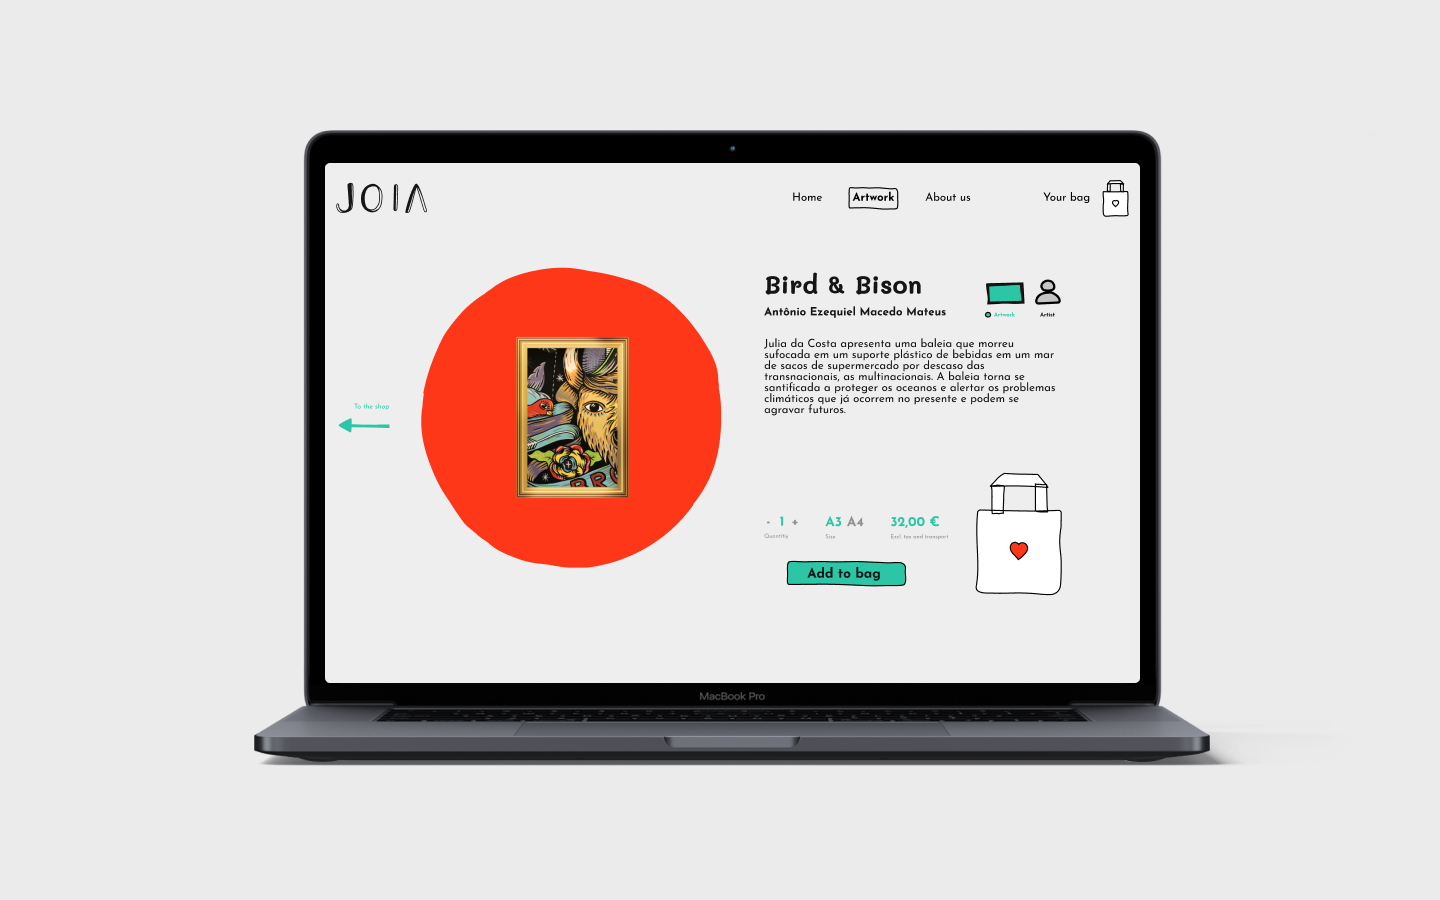 JOIA
Home
Artwork
About us
Your bag
Bird & Bison
Antônio Ezequiel Macedo Mateus
Artwork
Artist
Julia da Costa apresenta uma baleia que morreu
sufocada em um suporte plástico de bebidas em um mar
de sacos de supermercado por descaso das
transnacionais, as multinacionais. A baleia torna se
santificada a proteger os oceanos e alertar os problemas
climáticos que já ocorrem no presente e podem se
agravar futuros.
To the shop
BRO
- 1 +
Quantity
A3 A4
Size
32,00 €
Excl. tax and transport
Add to bag
MacBook Pro